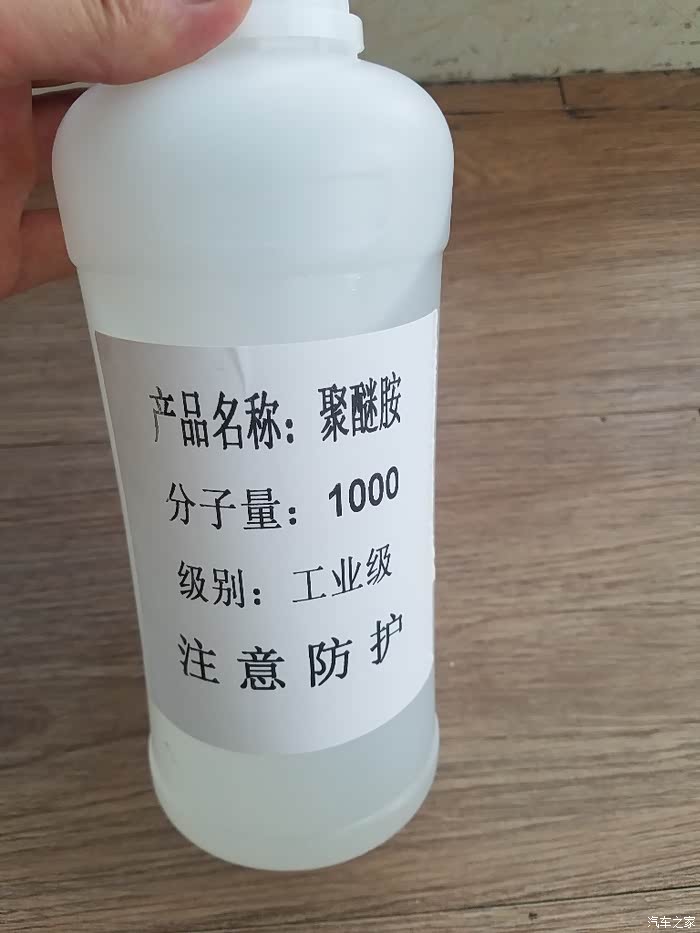 产品名称：聚醚胺
分子量：1000
级别：工业级
注意防护
汽车之家